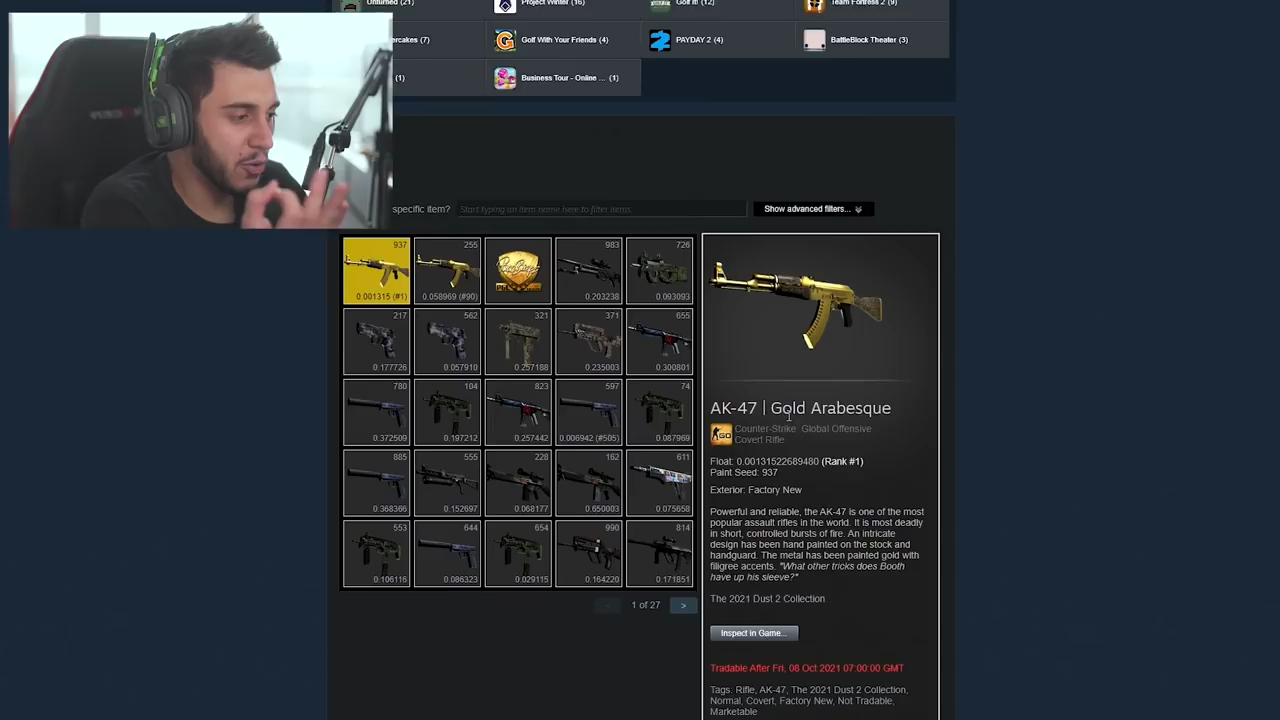 Unturned (21)
Project Winter (16)
Golf It! (12)
Team Fortress 2 (9)
(7)
Golf With Your Friends (4)
PAYDAY 2 (4)
BattleBlock Theater (3)
(1)
Business Tour - Online ... (1)
specific item?
Start typing an item name here to filter items.
Show advanced filters...
937
255
983
726
0.001315 (#1)
0.058969 (#90)
0.203238
0.093093
217
562
321
371
655
0.177726
0.057910
0.257188
0.235003
0.300801
780
104
823
597
74
0.372509
0.197212
0.257442
0.006942 (#505)
0.087969
885
555
228
162
611
0.368366
0.152697
0.068177
0.650003
0.075658
553
644
654
990
814
0.106116
0.086323
0.029115
0.164220
0.171851
<
1 of 27
>
AK-47 | Gold Arabesque
GO
Counter-Strike Global Offensive
Covert Rifle
Float: 0.00131522689480 (Rank #1)
Paint Seed: 937
Exterior: Factory New
Powerful and reliable, the AK-47 is one of the most
popular assault rifles in the world. It is most deadly
in short, controlled bursts of fire. An intricate
design has been hand painted on the stock and
handguard. The metal has been painted gold with
filigree accents. "What other tricks does Booth
have up his sleeve?"
The 2021 Dust 2 Collection
Inspect in Game...
Tradable After Fri, 08 Oct 2021 07:00:00 GMT
Tags: Rifle, AK-47, The 2021 Dust 2 Collection,
Normal, Covert, Factory New, Not Tradable,
Marketable